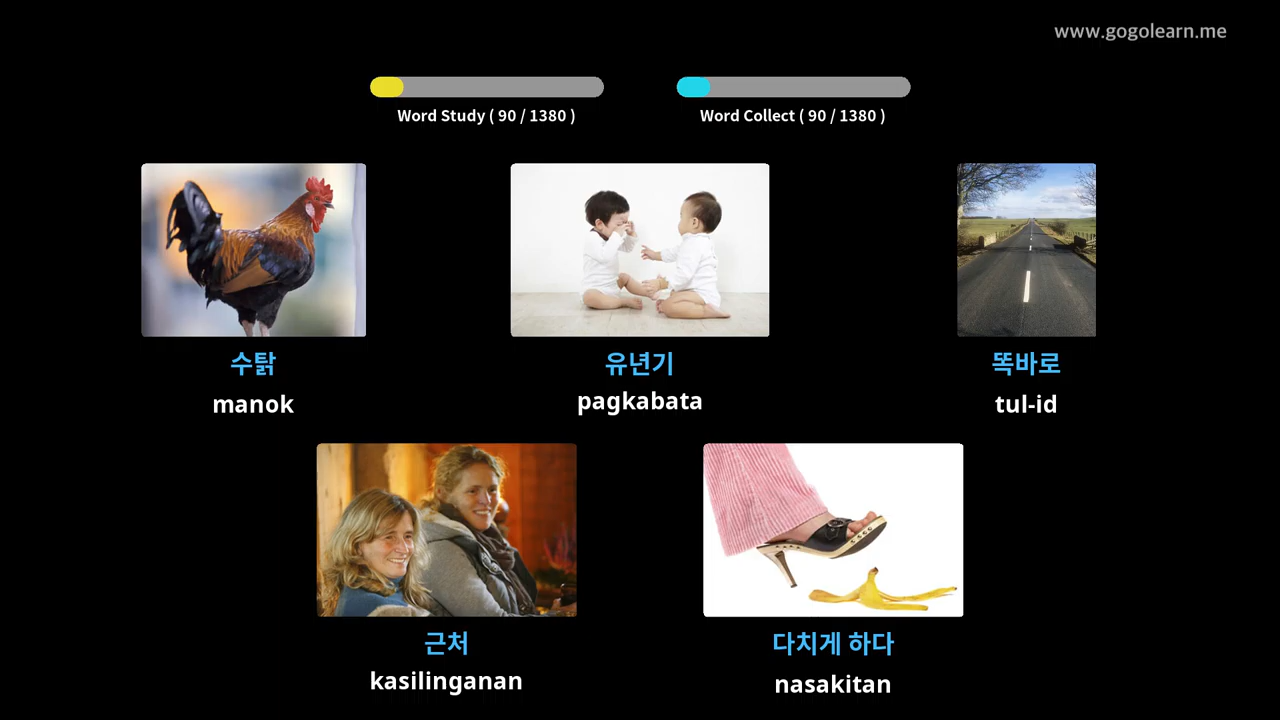 www.gogolearn.me
Word Study ( 90 / 1380 )
Word Collect ( 90 / 1380 )
수탉
manok
유년기
pagkabata
똑바로
tul-id
근처
kasilinganan
다치게 하다
nasakitan